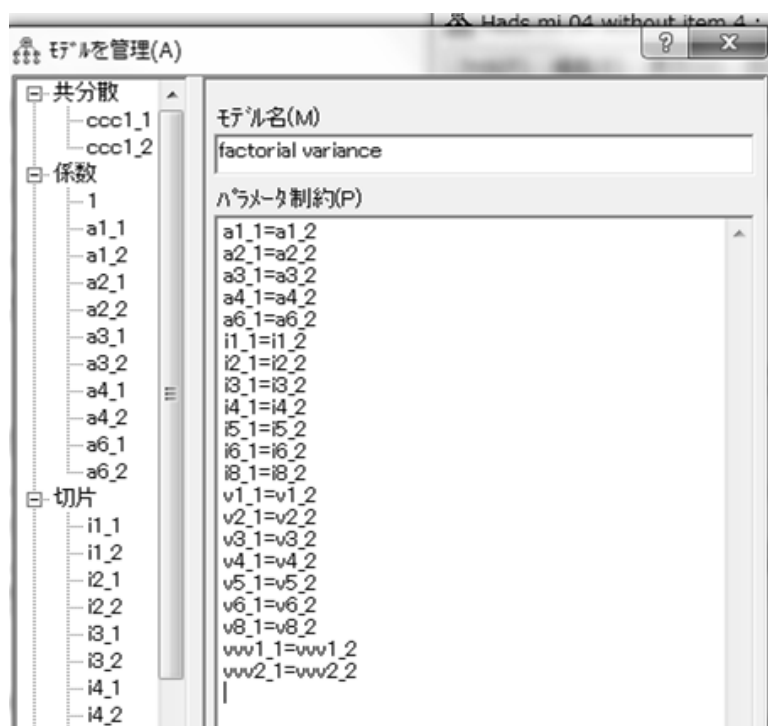 Hads mi 04 without item 4 :
モデルを管理(A)
共分散
ccc1_1
ccc1_2
係数
1
a1_1
a1_2
a2_1
a2_2
a3_1
a3_2
a4_1
a4_2
a6_1
a6_2
切片
i1_1
i1_2
i2_1
i2_2
i3_1
i3_2
i4_1
i4_2
モデル名(M)
factorial variance
パラメータ制約(P)
a1_1=a1_2
a2_1=a2_2
a3_1=a3_2
a4_1=a4_2
a6_1=a6_2
i1_1=i1_2
i2_1=i2_2
i3_1=i3_2
i4_1=i4_2
i5_1=i5_2
i6_1=i6_2
i8_1=i8_2
v1_1=v1_2
v2_1=v2_2
v3_1=v3_2
v4_1=v4_2
v5_1=v5_2
v6_1=v6_2
v8_1=v8_2
vvv1_1=vvv1_2
vvv2_1=vvv2_2